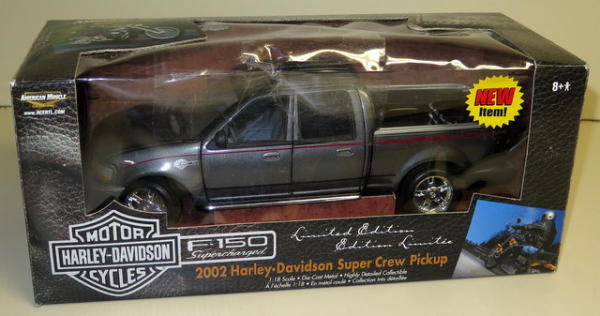 AMERICAN MUSCLE
www.ACERTL.com
NEW
Item!
8+
MOTOR
HARLEY-DAVIDSON
CYCLES
F-150
Supercharged
Limited Edition
Edition Limitée
2002 Harley-Davidson Super Crew Pickup
1:18 Scale • Die-Cast Metal • Highly Detailed Collectible
À l'échelle 1:18 • En métal coulé • Collection très détaillée